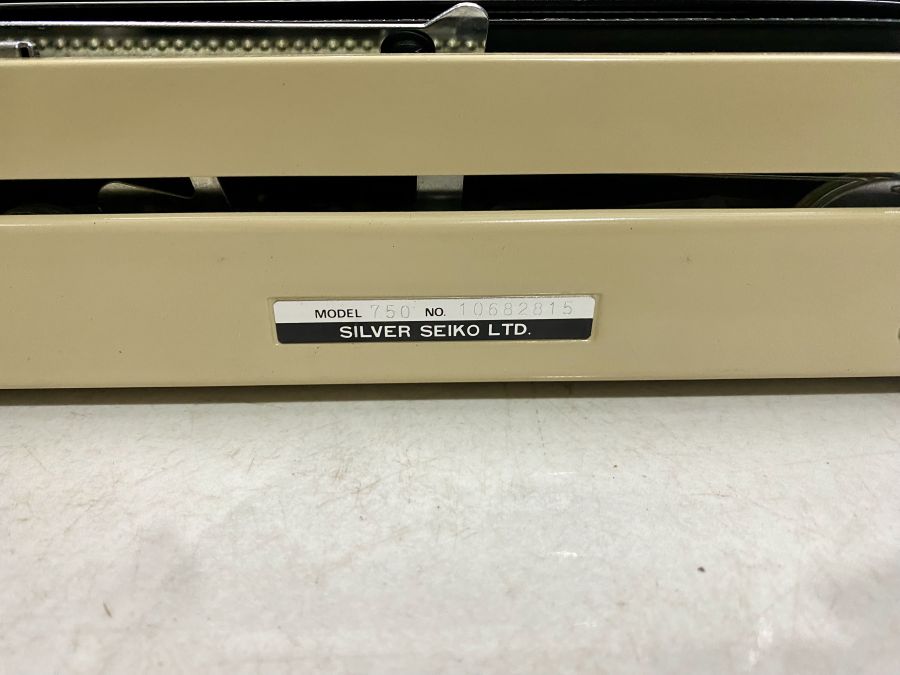 MODEL 750 NO. 10682815
SILVER SEIKO LTD.